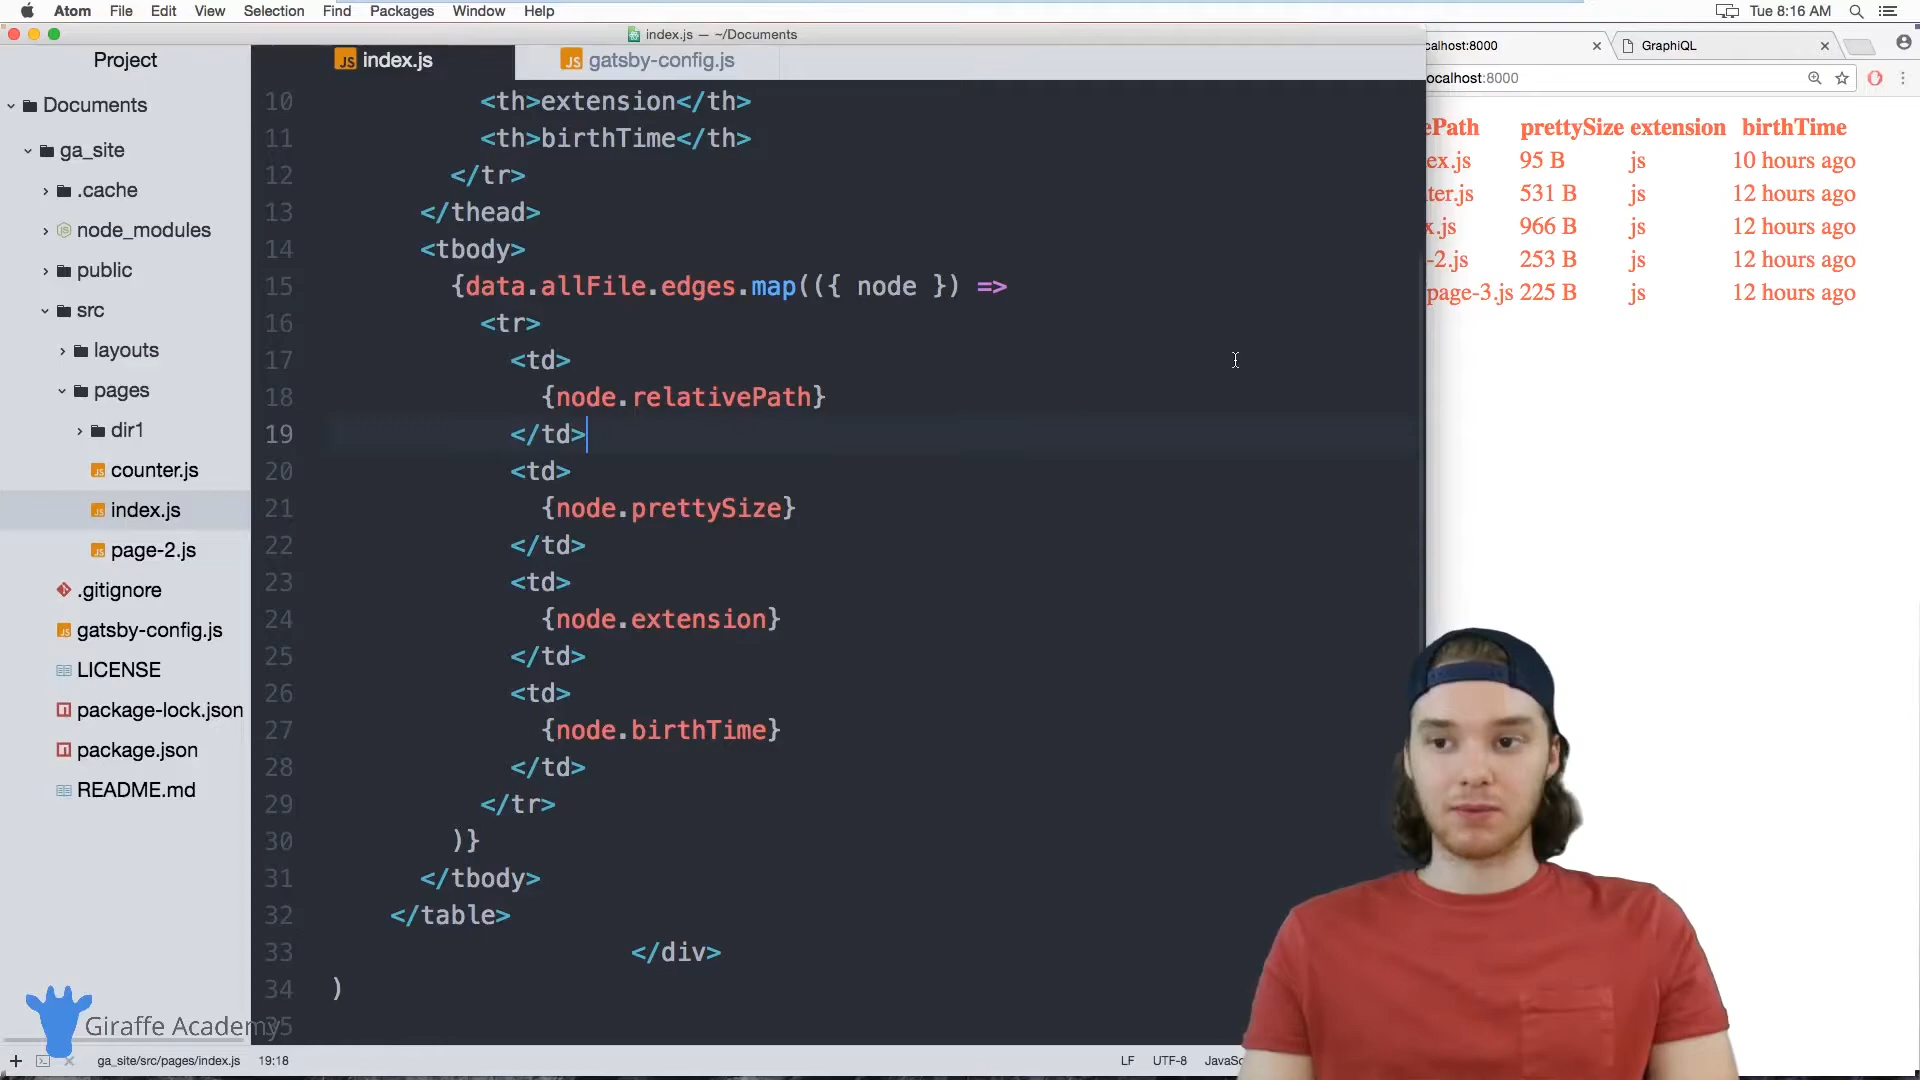 Atom File Edit View Selection Find Packages Window Help
Tue 8:16 AM
index.js — ~/Documents
Project
index.js
gatsby-config.js
Documents
ga_site
.cache
node_modules
public
src
layouts
pages
dir1
counter.js
index.js
page-2.js
.gitignore
gatsby-config.js
LICENSE
package-lock.json
package.json
README.md
10 <th>extension</th>
11 <th>birthTime</th>
12 </tr>
13 </thead>
14 <tbody>
15 {data.allFile.edges.map(({ node }) =>
16 <tr>
17 <td>
18 {node.relativePath}
19 </td>
20 <td>
21 {node.prettySize}
22 </td>
23 <td>
24 {node.extension}
25 </td>
26 <td>
27 {node.birthTime}
28 </td>
29 </tr>
30 )}
31 </tbody>
32 </table>
33 </div>
34 )
35
Giraffe Academy
ga_site/src/pages/index.js 19:18
LF UTF-8 JavaSc
calhost:8000
GraphiQL
ocalhost:8000
ePath prettySize extension birthTime
ex.js 95 B js 10 hours ago
ter.js 531 B js 12 hours ago
x.js 966 B js 12 hours ago
-2.js 253 B js 12 hours ago
page-3.js 225 B js 12 hours ago